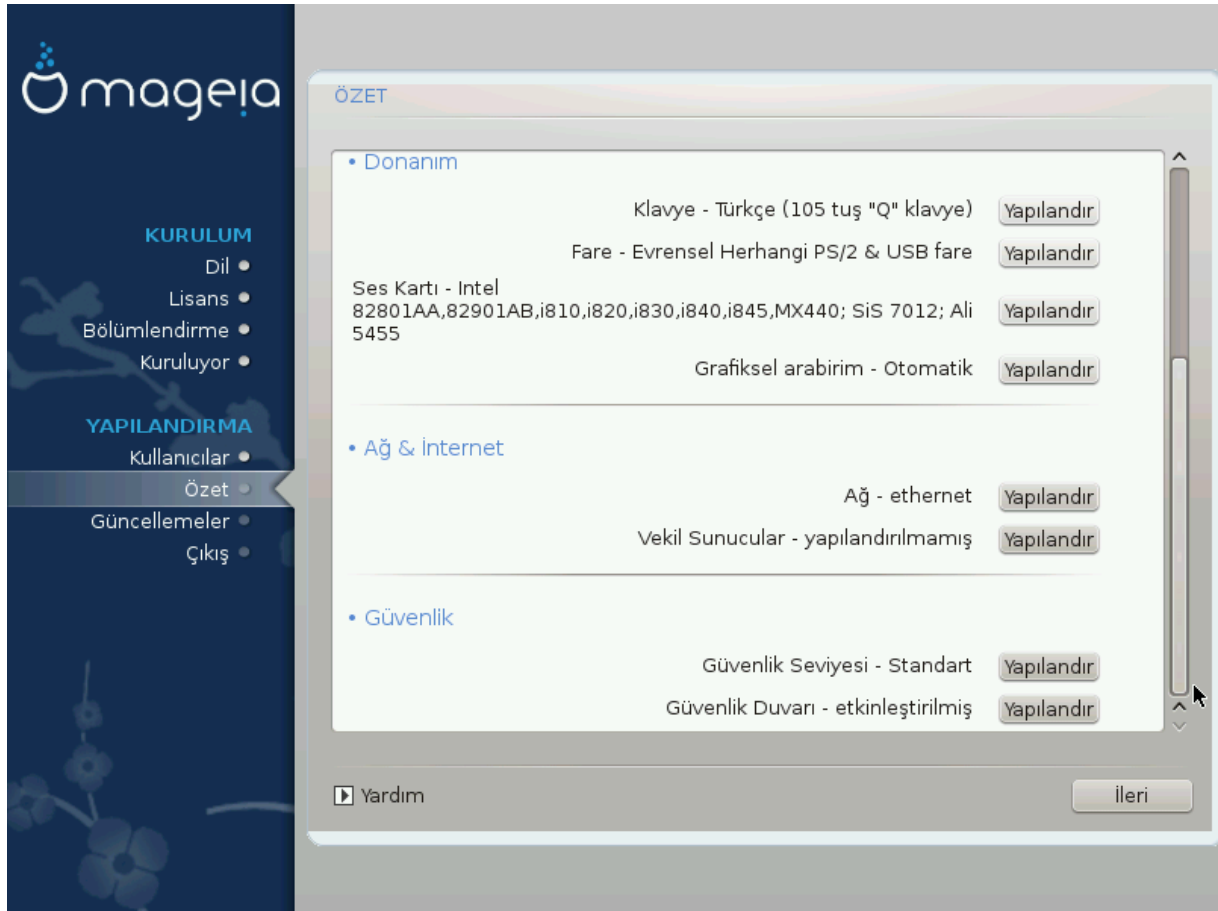 mageia
KURULUM
Dil
Lisans
Bölümlendirme
Kuruluyor
YAPILANDIRMA
Kullanıcılar
Özet
Güncellemeler
Çıkış
ÖZET
• Donanım
Klavye - Türkçe (105 tuş "Q" klavye) Yapılandır
Fare - Evrensel Herhangi PS/2 & USB fare Yapılandır
Ses Kartı - Intel
82801AA,82901AB,i810,i820,i830,i840,i845,MX440; SiS 7012; Ali Yapılandır
5455
Grafiksel arabirim - Otomatik Yapılandır
• Ağ & İnternet
Ağ - ethernet Yapılandır
Vekil Sunucular - yapılandırılmamış Yapılandır
• Güvenlik
Güvenlik Seviyesi - Standart Yapılandır
Güvenlik Duvarı - etkinleştirilmiş Yapılandır
Yardım
İleri